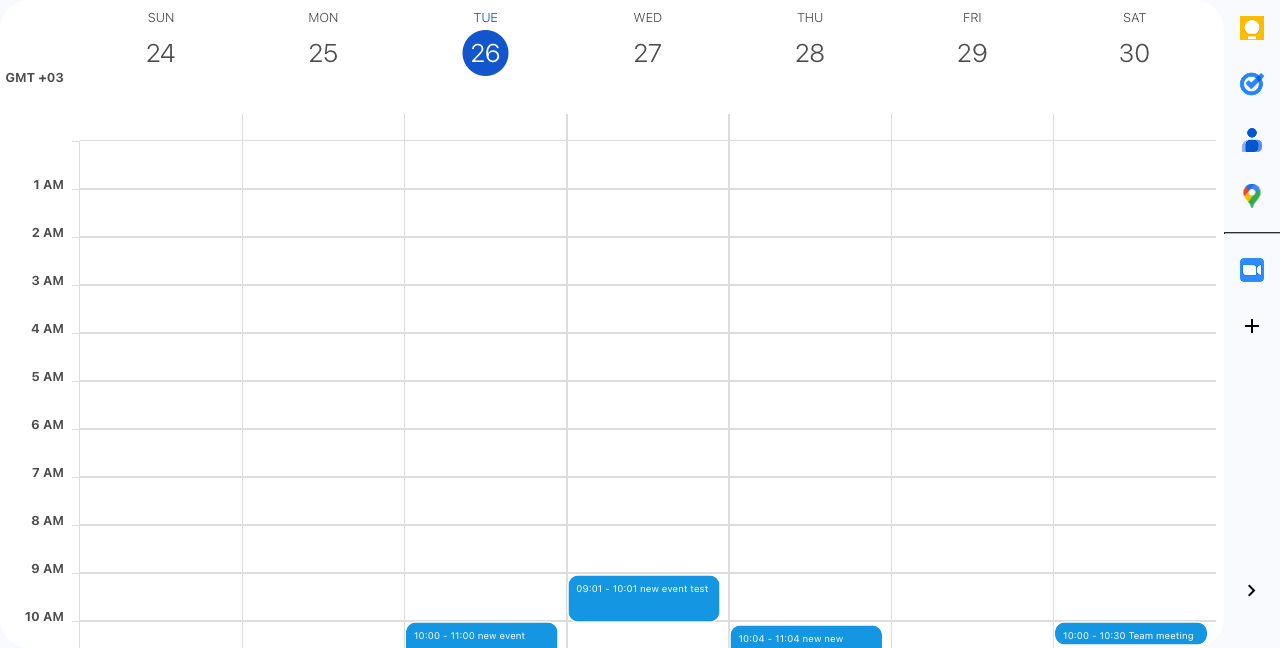 SUN MON TUE WED THU FRI SAT
24 25 26 27 28 29 30
GMT +03
1 AM
2 AM
3 AM
4 AM
5 AM
6 AM
7 AM
8 AM
9 AM
09:01 - 10:01 new event test
10 AM
10:00 - 11:00 new event
10:04 - 11:04 new new
10:00 - 10:30 Team meeting